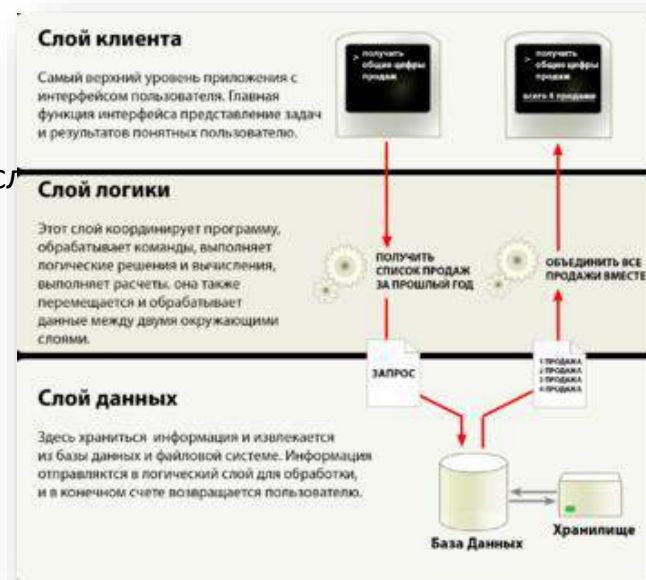 Слой клиента
Самый верхний уровень приложения с
интерфейсом пользователя. Главная
функция интерфейса представление задач
и результатов понятных пользователю.
> получить
общие цифры
продаж
> получить
общие цифры
продаж
всего 4 продажи
сл
Слой логики
Этот слой координирует программу,
обрабатывает команды, выполняет
логические решения и вычисления,
выполняет расчеты. она также
перемещается и обрабатывает
данные между двумя окружающими
слоями.
ПОЛУЧИТЬ
СПИСОК ПРОДАЖ
ЗА ПРОШЛЫЙ ГОД
ОБЪЕДИНИТЬ ВСЕ
ПРОДАЖИ ВМЕСТЕ
ЗАПРОС
1 ПРОДАЖА
2 ПРОДАЖА
3 ПРОДАЖА
4 ПРОДАЖА
Слой данных
Здесь храниться информация и извлекается
из базы данных и файловой системе. Информация
отправляктся в логический слой для обработки,
и в конечном счете возвращается пользователю.
База Данных
Хранилище